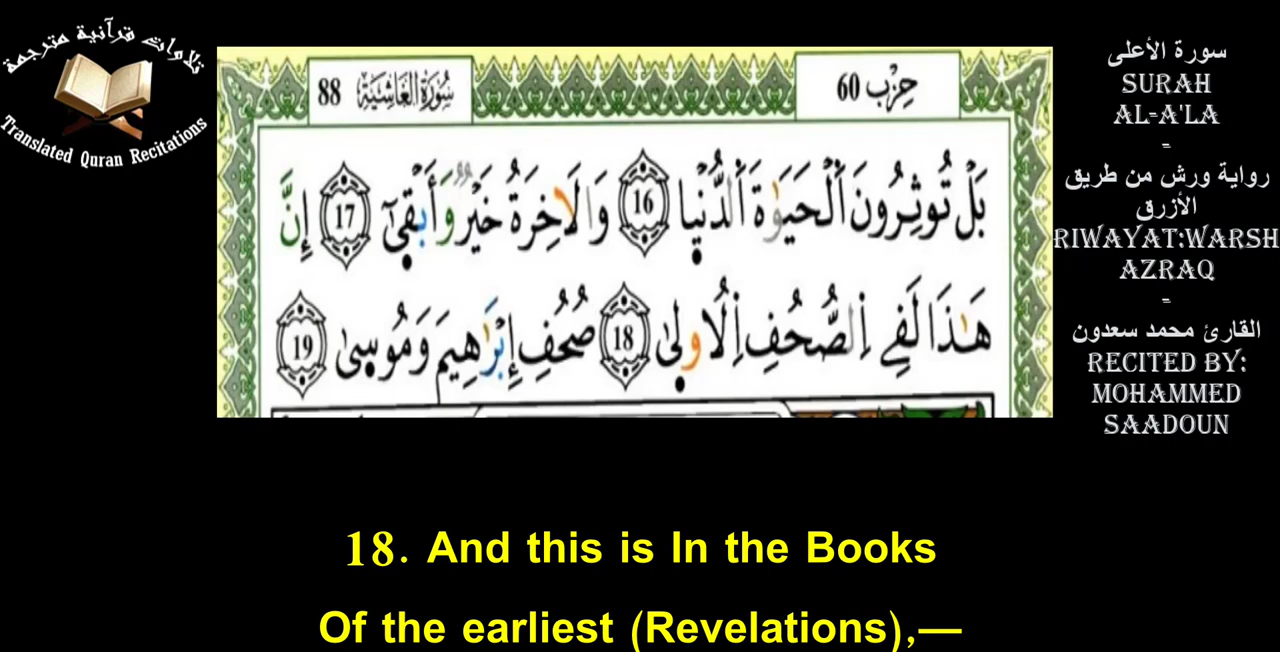 تلاوات قرآنية مترجمة
Translated Quran Recitations
سُورَةُ الْغَاشِيَةِ 88
حِزْب 60
بَلْ تُوثِرُونَ اَ۬لْحَيَوٰةَ اَ۬لدُّنْي۪ا 16 وَالَاخِرَةُ خَيْرٌ وَأَبْق۪ىٰٓ 17 إِنَّ
هَٰذَا لَفِے اِ۬لصُّحُفِ اِ۬لُاول۪ىٰ 18 صُحُفِ إِبْرَٰهِيمَ وَمُوس۪ىٰ 19
سورة الأعلى
SURAH
AL-A'LA
-
رواية ورش من طريق
الأزرق
RIWAYAT:WARSH
AZRAQ
-
القارئ محمد سعدون
RECITED BY:
MOHAMMED
SAADOUN
18. And this is In the Books
Of the earliest (Revelations),—